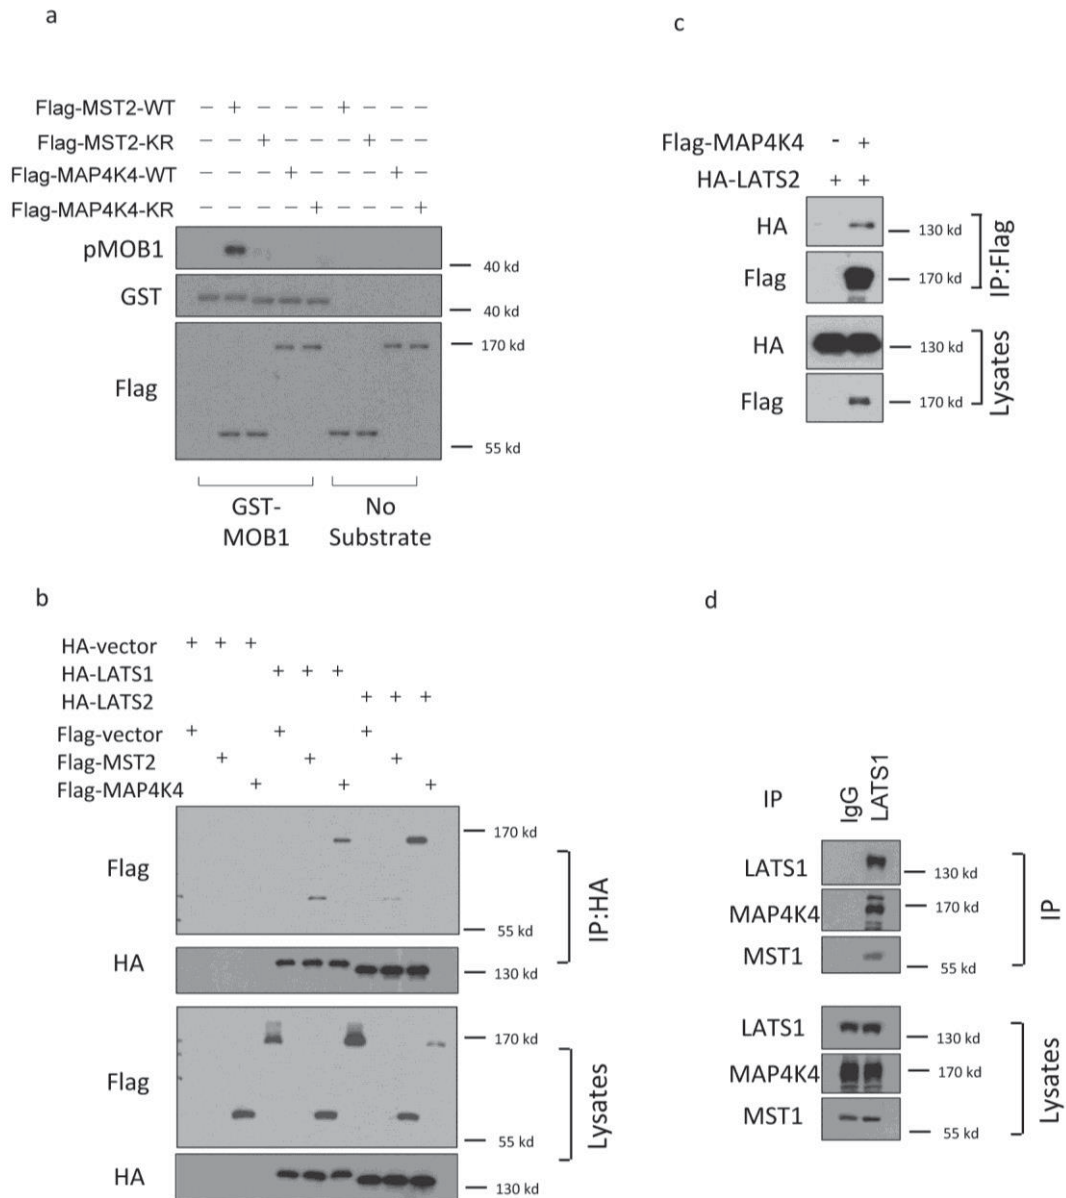 a
Flag-MST2-WT − + − − − + − − −
Flag-MST2-KR − − + − − − + − −
Flag-MAP4K4-WT − − − + − − − + −
Flag-MAP4K4-KR − − − − + − − − +
pMOB1
40 kd
GST
40 kd
170 kd
Flag
55 kd
GST-
MOB1
No
Substrate
c
Flag-MAP4K4 - +
HA-LATS2 + +
HA
130 kd
Flag
170 kd
IP:Flag
HA
130 kd
Flag
170 kd
Lysates
b
HA-vector + + +
HA-LATS1 + + +
HA-LATS2 + + +
Flag-vector + + +
Flag-MST2 + + +
Flag-MAP4K4 + + +
170 kd
Flag
55 kd
HA
130 kd
IP:HA
170 kd
Flag
55 kd
HA
130 kd
Lysates
d
IP
IgG
LATS1
LATS1
130 kd
MAP4K4
170 kd
MST1
55 kd
IP
LATS1
130 kd
MAP4K4
170 kd
MST1
55 kd
Lysates